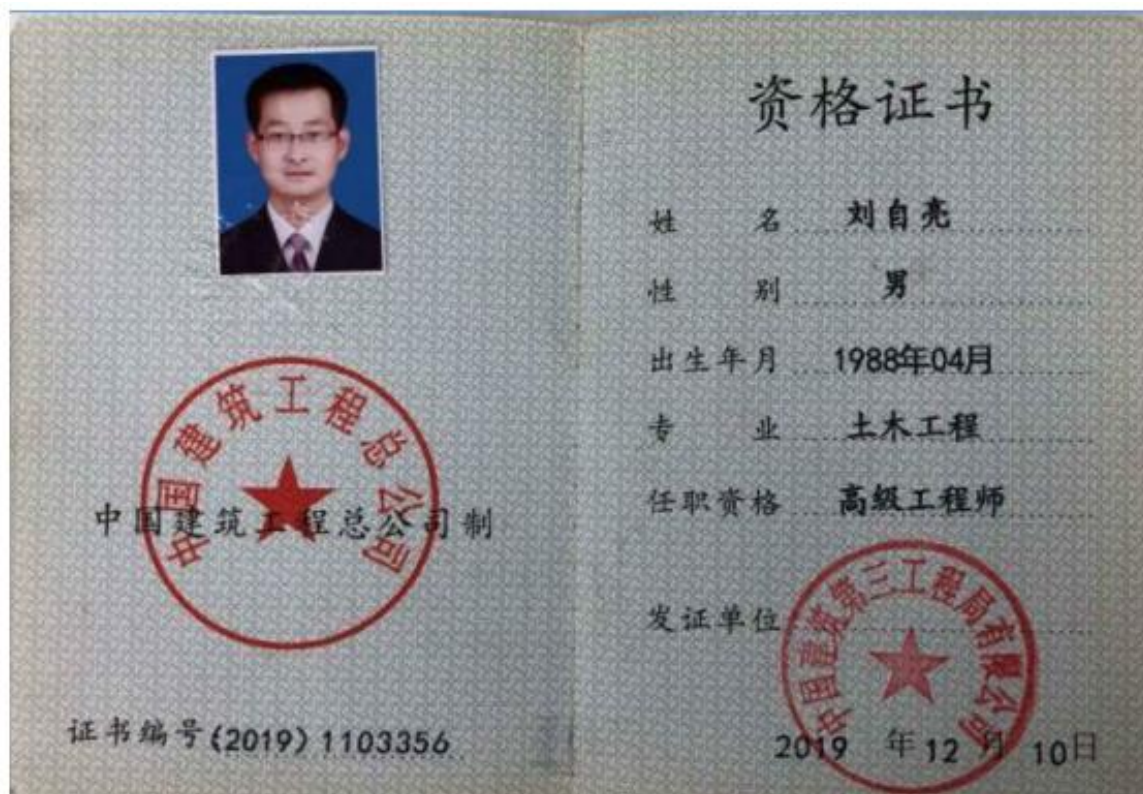 中国建筑工程总公司
中国建筑工程总公司制
证书编号(2019)1103356
资格证书
姓名 刘自亮
性别 男
出生年月 1988年04月
专业 土木工程
任职资格 高级工程师
发证单位
中国建筑第三工程局有限公司
2019 年 12 月 10日